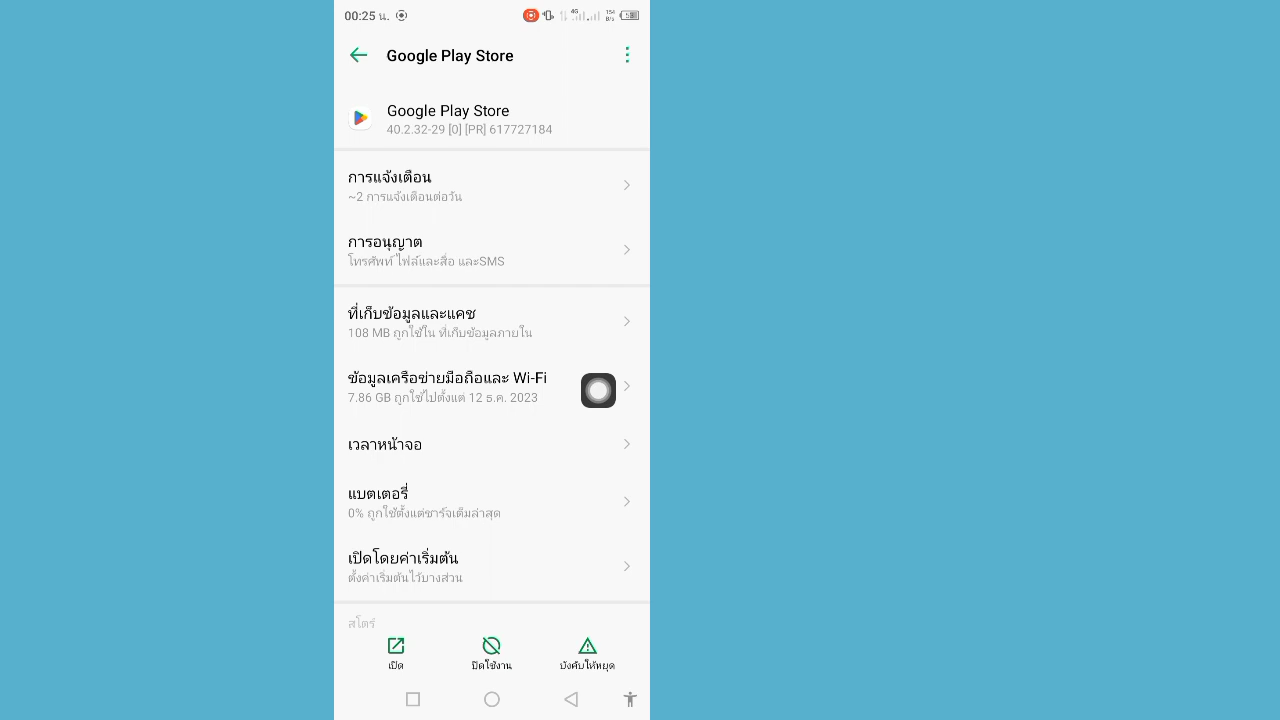 00:25 น.
4G
154
B/s
58
Google Play Store
Google Play Store
40.2.32-29 [0] [PR] 617727184
การแจ้งเตือน
~2 การแจ้งเตือนต่อวัน
การอนุญาต
โทรศัพท์ ไฟล์และสื่อ และSMS
ที่เก็บข้อมูลและแคช
108 MB ถูกใช้ใน ที่เก็บข้อมูลภายใน
ข้อมูลเครือข่ายมือถือและ Wi-Fi
7.86 GB ถูกใช้ไปตั้งแต่ 12 ธ.ค. 2023
เวลาหน้าจอ
แบตเตอรี่
0% ถูกใช้ตั้งแต่ชาร์จเต็มล่าสุด
เปิดโดยค่าเริ่มต้น
ตั้งค่าเริ่มต้นไว้บางส่วน
สโตร์
เปิด
ปิดใช้งาน
บังคับให้หยุด